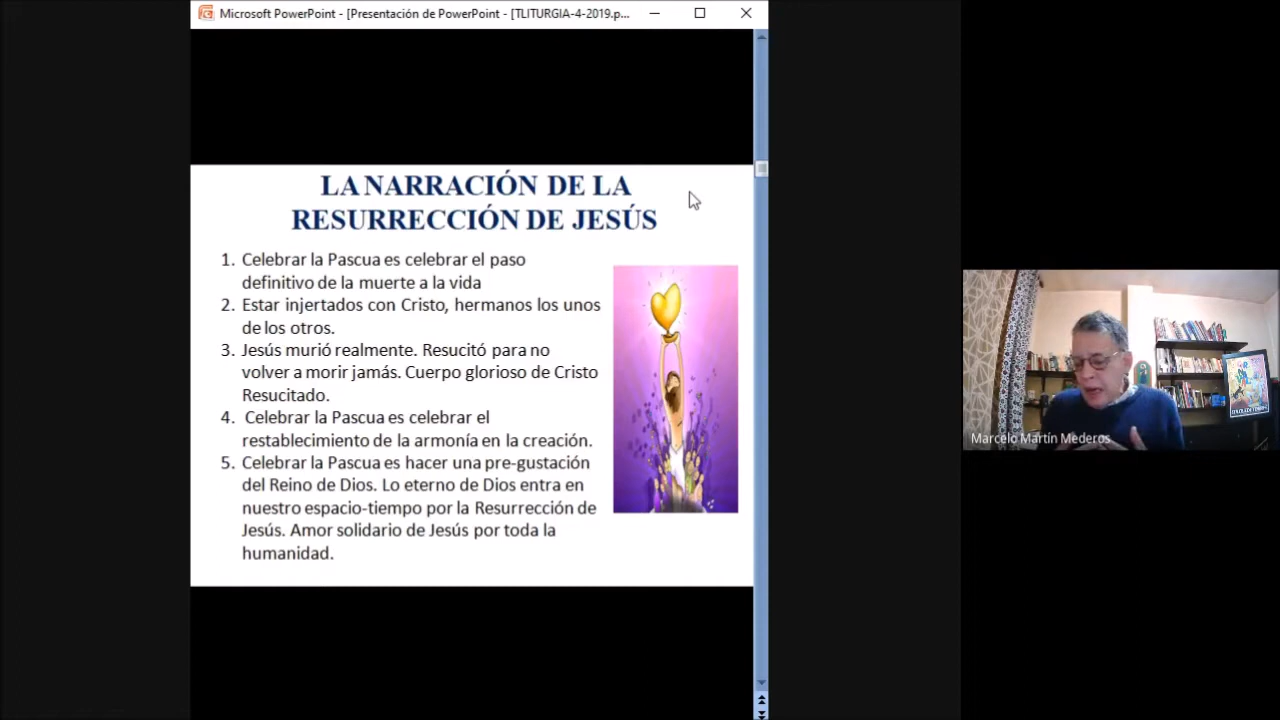 Microsoft PowerPoint - [Presentación de PowerPoint - [TLITURGIA-4-2019.p...
LA NARRACIÓN DE LA
RESURRECCIÓN DE JESÚS
1. Celebrar la Pascua es celebrar el paso
definitivo de la muerte a la vida
2. Estar injertados con Cristo, hermanos los unos
de los otros.
3. Jesús murió realmente. Resucitó para no
volver a morir jamás. Cuerpo glorioso de Cristo
Resucitado.
4. Celebrar la Pascua es celebrar el
restablecimiento de la armonía en la creación.
5. Celebrar la Pascua es hacer una pre-gustación
del Reino de Dios. Lo eterno de Dios entra en
nuestro espacio-tiempo por la Resurrección de
Jesús. Amor solidario de Jesús por toda la
humanidad.
Marcelo Martín Mederos